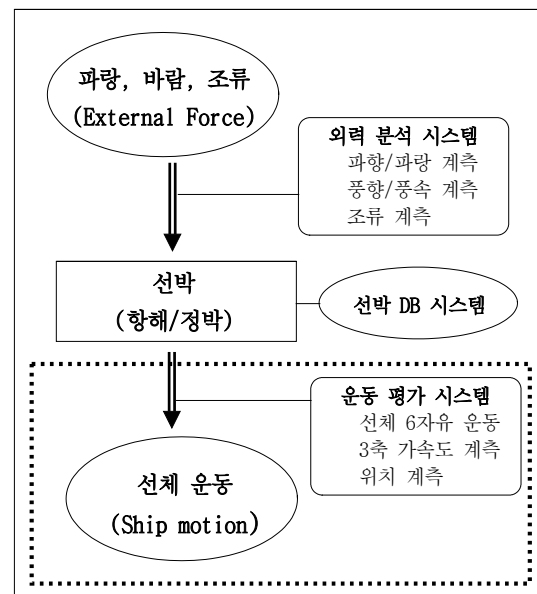 파랑, 바람, 조류
(External Force)
외력 분석 시스템
파향/파랑 계측
풍향/풍속 계측
조류 계측
선박
(항해/정박)
선박 DB 시스템
운동 평가 시스템
선체 6자유 운동
3축 가속도 계측
위치 계측
선체 운동
(Ship motion)